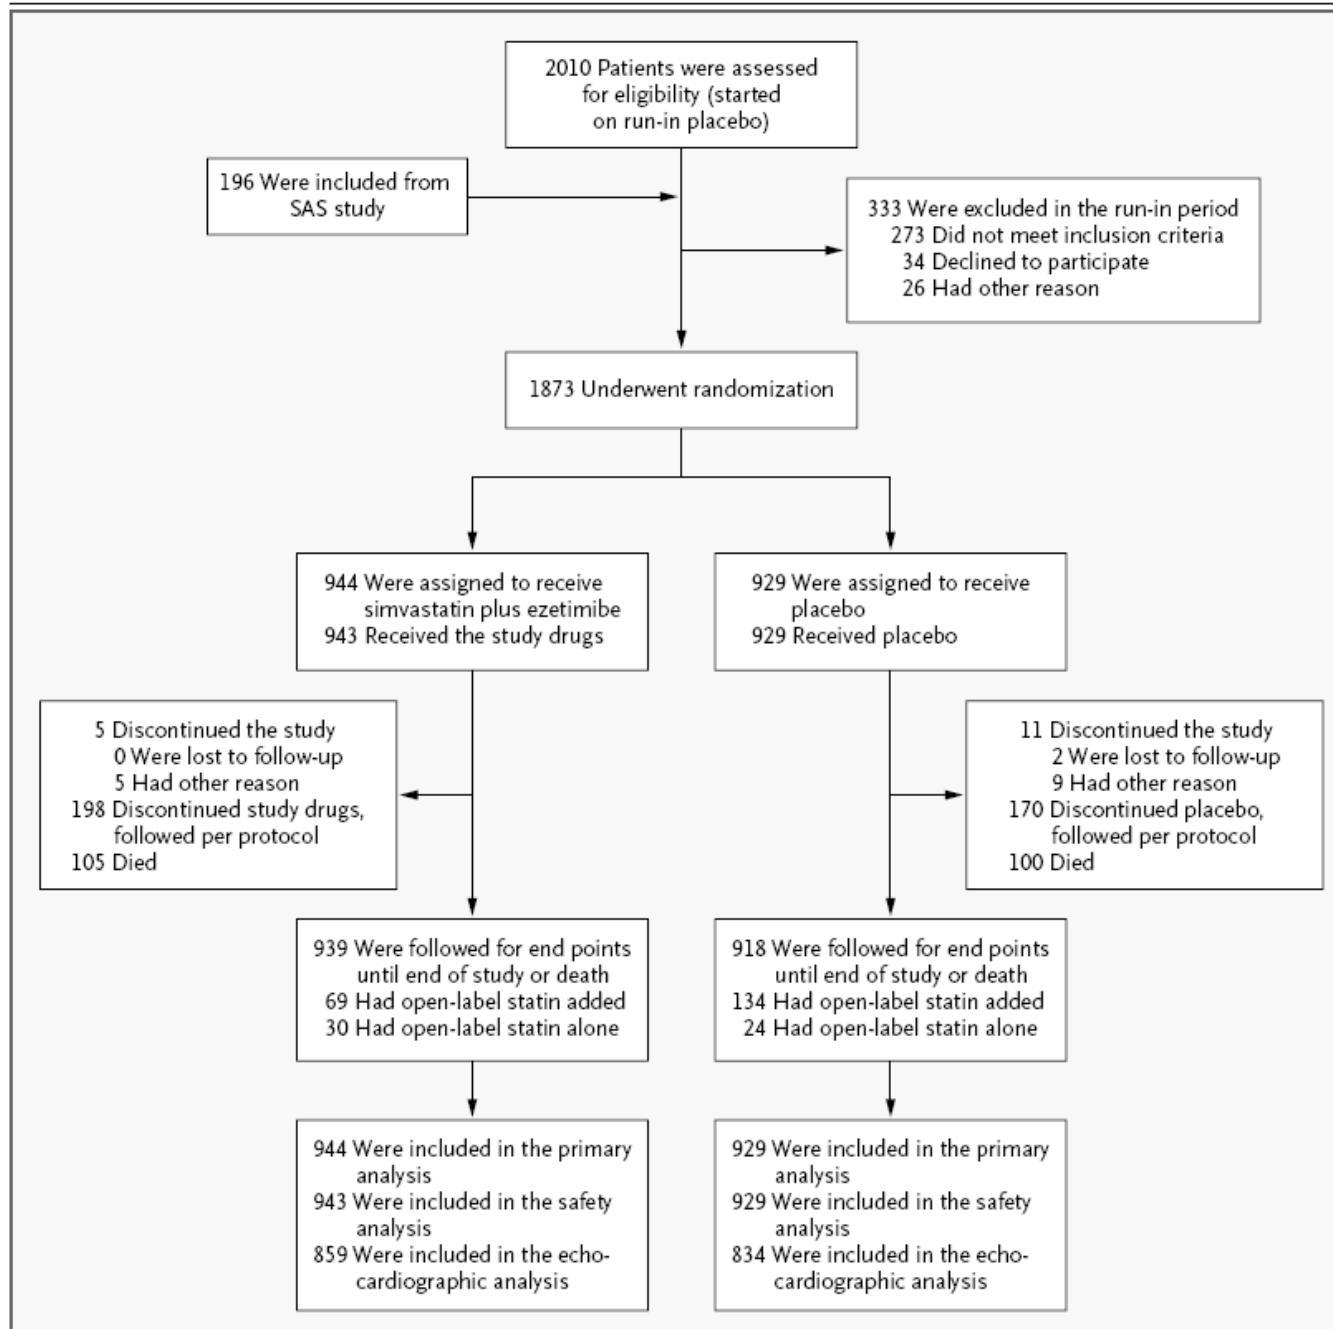 2010 Patients were assessed
for eligibility (started
on run-in placebo)
196 Were included from
SAS study
333 Were excluded in the run-in period
273 Did not meet inclusion criteria
34 Declined to participate
26 Had other reason
1873 Underwent randomization
944 Were assigned to receive
simvastatin plus ezetimibe
943 Received the study drugs
929 Were assigned to receive
placebo
929 Received placebo
5 Discontinued the study
0 Were lost to follow-up
5 Had other reason
198 Discontinued study drugs,
followed per protocol
105 Died
11 Discontinued the study
2 Were lost to follow-up
9 Had other reason
170 Discontinued placebo,
followed per protocol
100 Died
939 Were followed for end points
until end of study or death
69 Had open-label statin added
30 Had open-label statin alone
918 Were followed for end points
until end of study or death
134 Had open-label statin added
24 Had open-label statin alone
944 Were included in the primary
analysis
943 Were included in the safety
analysis
859 Were included in the echo-
cardiographic analysis
929 Were included in the primary
analysis
929 Were included in the safety
analysis
834 Were included in the echo-
cardiographic analysis